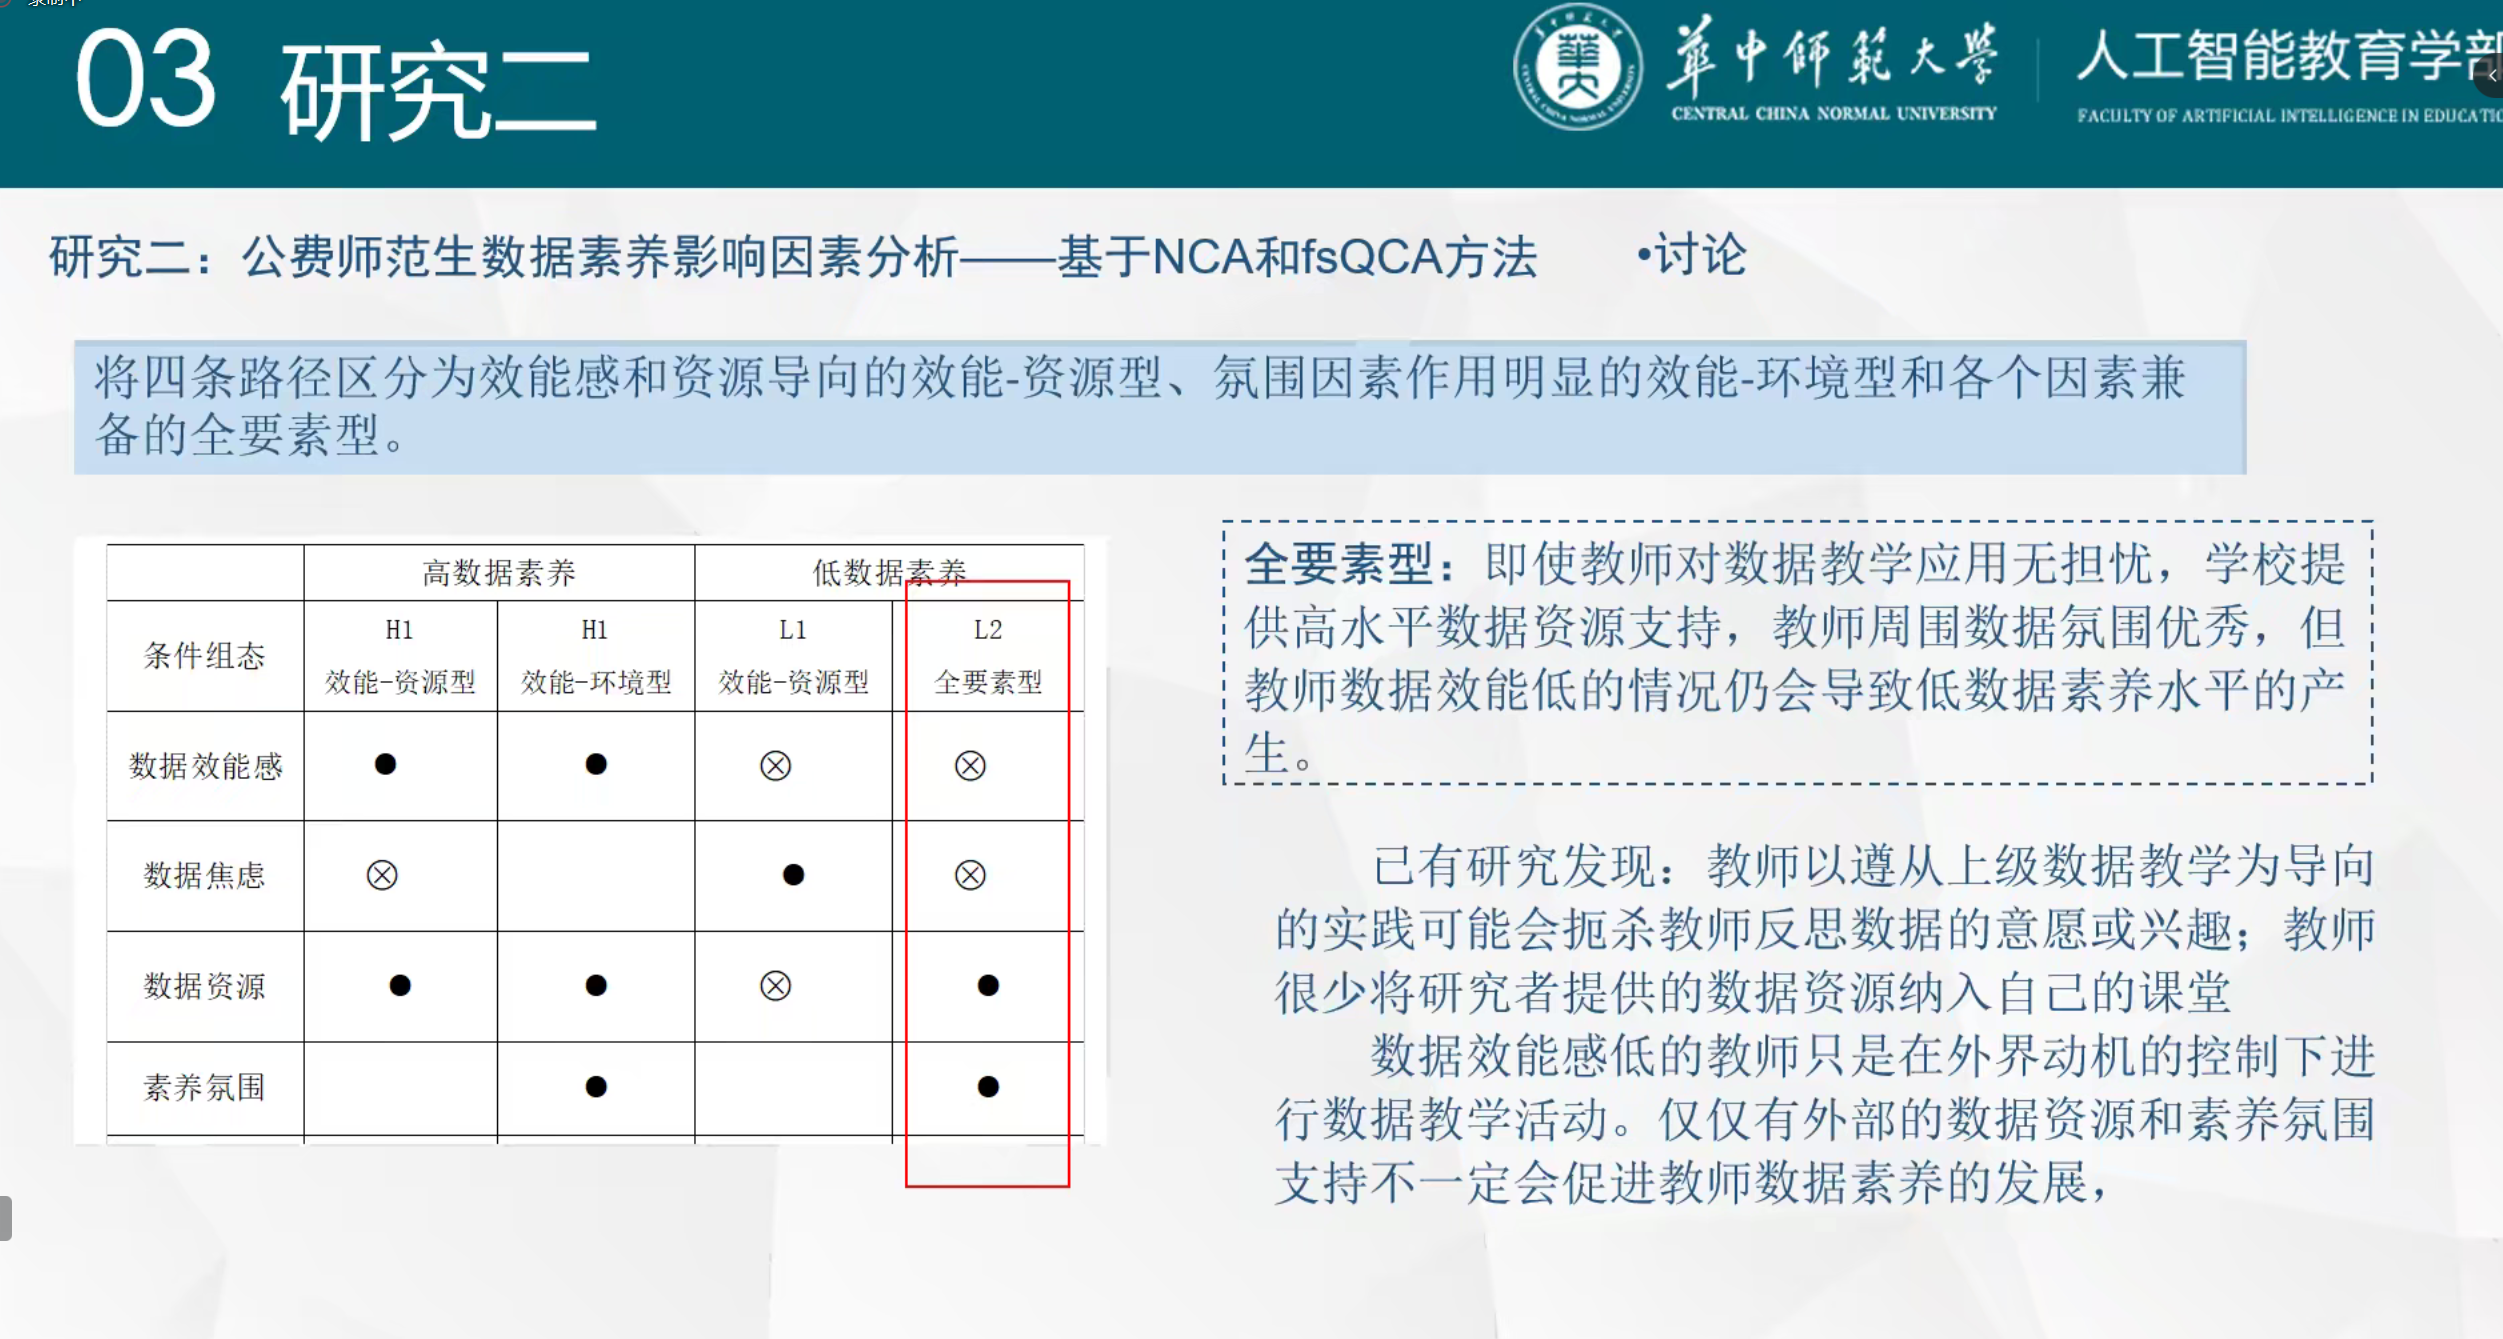 03 研究二
華中師範大學
CENTRAL CHINA NORMAL UNIVERSITY
人工智能教育学部
FACULTY OF ARTIFICIAL INTELLIGENCE IN
研究二：公费师范生数据素养影响因素分析——基于NCA和fsQCA方法
•讨论
将四条路径区分为效能感和资源导向的效能-资源型、氛围因素作用明显的效能-环境型和各个因素兼
备的全要素型。
高数据素养 低数据素养
条件组态 H1 H1 L1 L2
效能-资源型 效能-环境型 效能-资源型 全要素型
数据效能感 ● ● ⊗ ⊗
数据焦虑 ⊗ ● ⊗
数据资源 ● ● ⊗ ●
素养氛围 ● ●
全要素型：即使教师对数据教学应用无担忧，学校提
供高水平数据资源支持，教师周围数据氛围优秀，但
教师数据效能低的情况仍会导致低数据素养水平的产
生。
已有研究发现：教师以遵从上级数据教学为导向
的实践可能会扼杀教师反思数据的意愿或兴趣；教师
很少将研究者提供的数据资源纳入自己的课堂
数据效能感低的教师只是在外界动机的控制下进
行数据教学活动。仅仅有外部的数据资源和素养氛围
支持不一定会促进教师数据素养的发展，